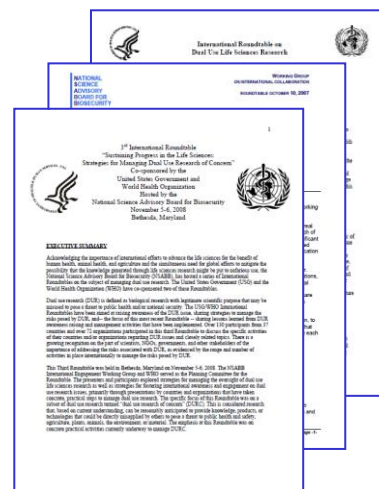 International Roundtable on
Dual Use Life Sciences Research
NATIONAL
SCIENCE
ADVISORY
BOARD FOR
BIOSECURITY
WORKING GROUP
ON INTERNATIONAL COLLABORATION
ROUNDTABLE OCTOBER 10, 2007
1
3rd International Roundtable
"Sustaining Progress in the Life Sciences:
Strategies for Managing Dual Use Research of Concern"
Co-sponsored by the
United States Government and
World Health Organization
Hosted by the
National Science Advisory Board for Biosecurity
November 5-6, 2008
Bethesda, Maryland
EXECUTIVE SUMMARY
Acknowledging the importance of international efforts to advance the life sciences for the benefit of
human health, animal health, and agriculture and the simultaneous need for global efforts to mitigate the
possibility that the knowledge generated through life sciences research might be put to nefarious use, the
National Science Advisory Board for Biosecurity (NSABB), has hosted a series of International
Roundtables on the subject of managing dual use research. The United States Government (USG) and the
World Health Organization (WHO) have co-sponsored two of these Roundtables.
Dual use research (DUR) is defined as biological research with legitimate scientific purpose that may be
misused to pose a threat to public health and/or national security. The USG/WHO International
Roundtables have been aimed at raising awareness of the DUR issue, sharing strategies to manage the
risks posed by DUR, and-- the focus of this most recent Roundtable -- sharing lessons learned from DUR
awareness raising and management activities that have been implemented. Over 130 participants from 37
countries and over 72 organizations participated in this third Roundtable to discuss the specific activities
of their countries and/or organizations regarding DUR issues and closely related topics. There is a
growing recognition on the part of scientists, NGOs, governments, and other stakeholders of the
importance of addressing the risks associated with DUR, as evidenced by the range and number of
activities in place internationally to manage the risks posed by DUR.
This Third Roundtable was held in Bethesda, Maryland on November 5-6, 2008. The NSABB
International Engagement Working Group and WHO served as the Planning Committee for the
Roundtable. The presenters and participants explored strategies for managing the oversight of dual use
life sciences research as well as strategies for fostering international awareness and engagement on dual
use research issues, primarily through presentations by countries and organizations that have taken
concrete, practical steps to manage dual use research. The specific focus of this Roundtable was on a
subset of dual use research termed "dual use research of concern" (DURC). This is considered research
that, based on current understanding, can be reasonably anticipated to provide knowledge, products, or
technologies that could be directly misapplied by others to pose a threat to public health and safety,
agriculture, plants, animals, the environment, or materiel. The emphasis at this Roundtable was on
concrete practical activities currently underway to manage DURC.